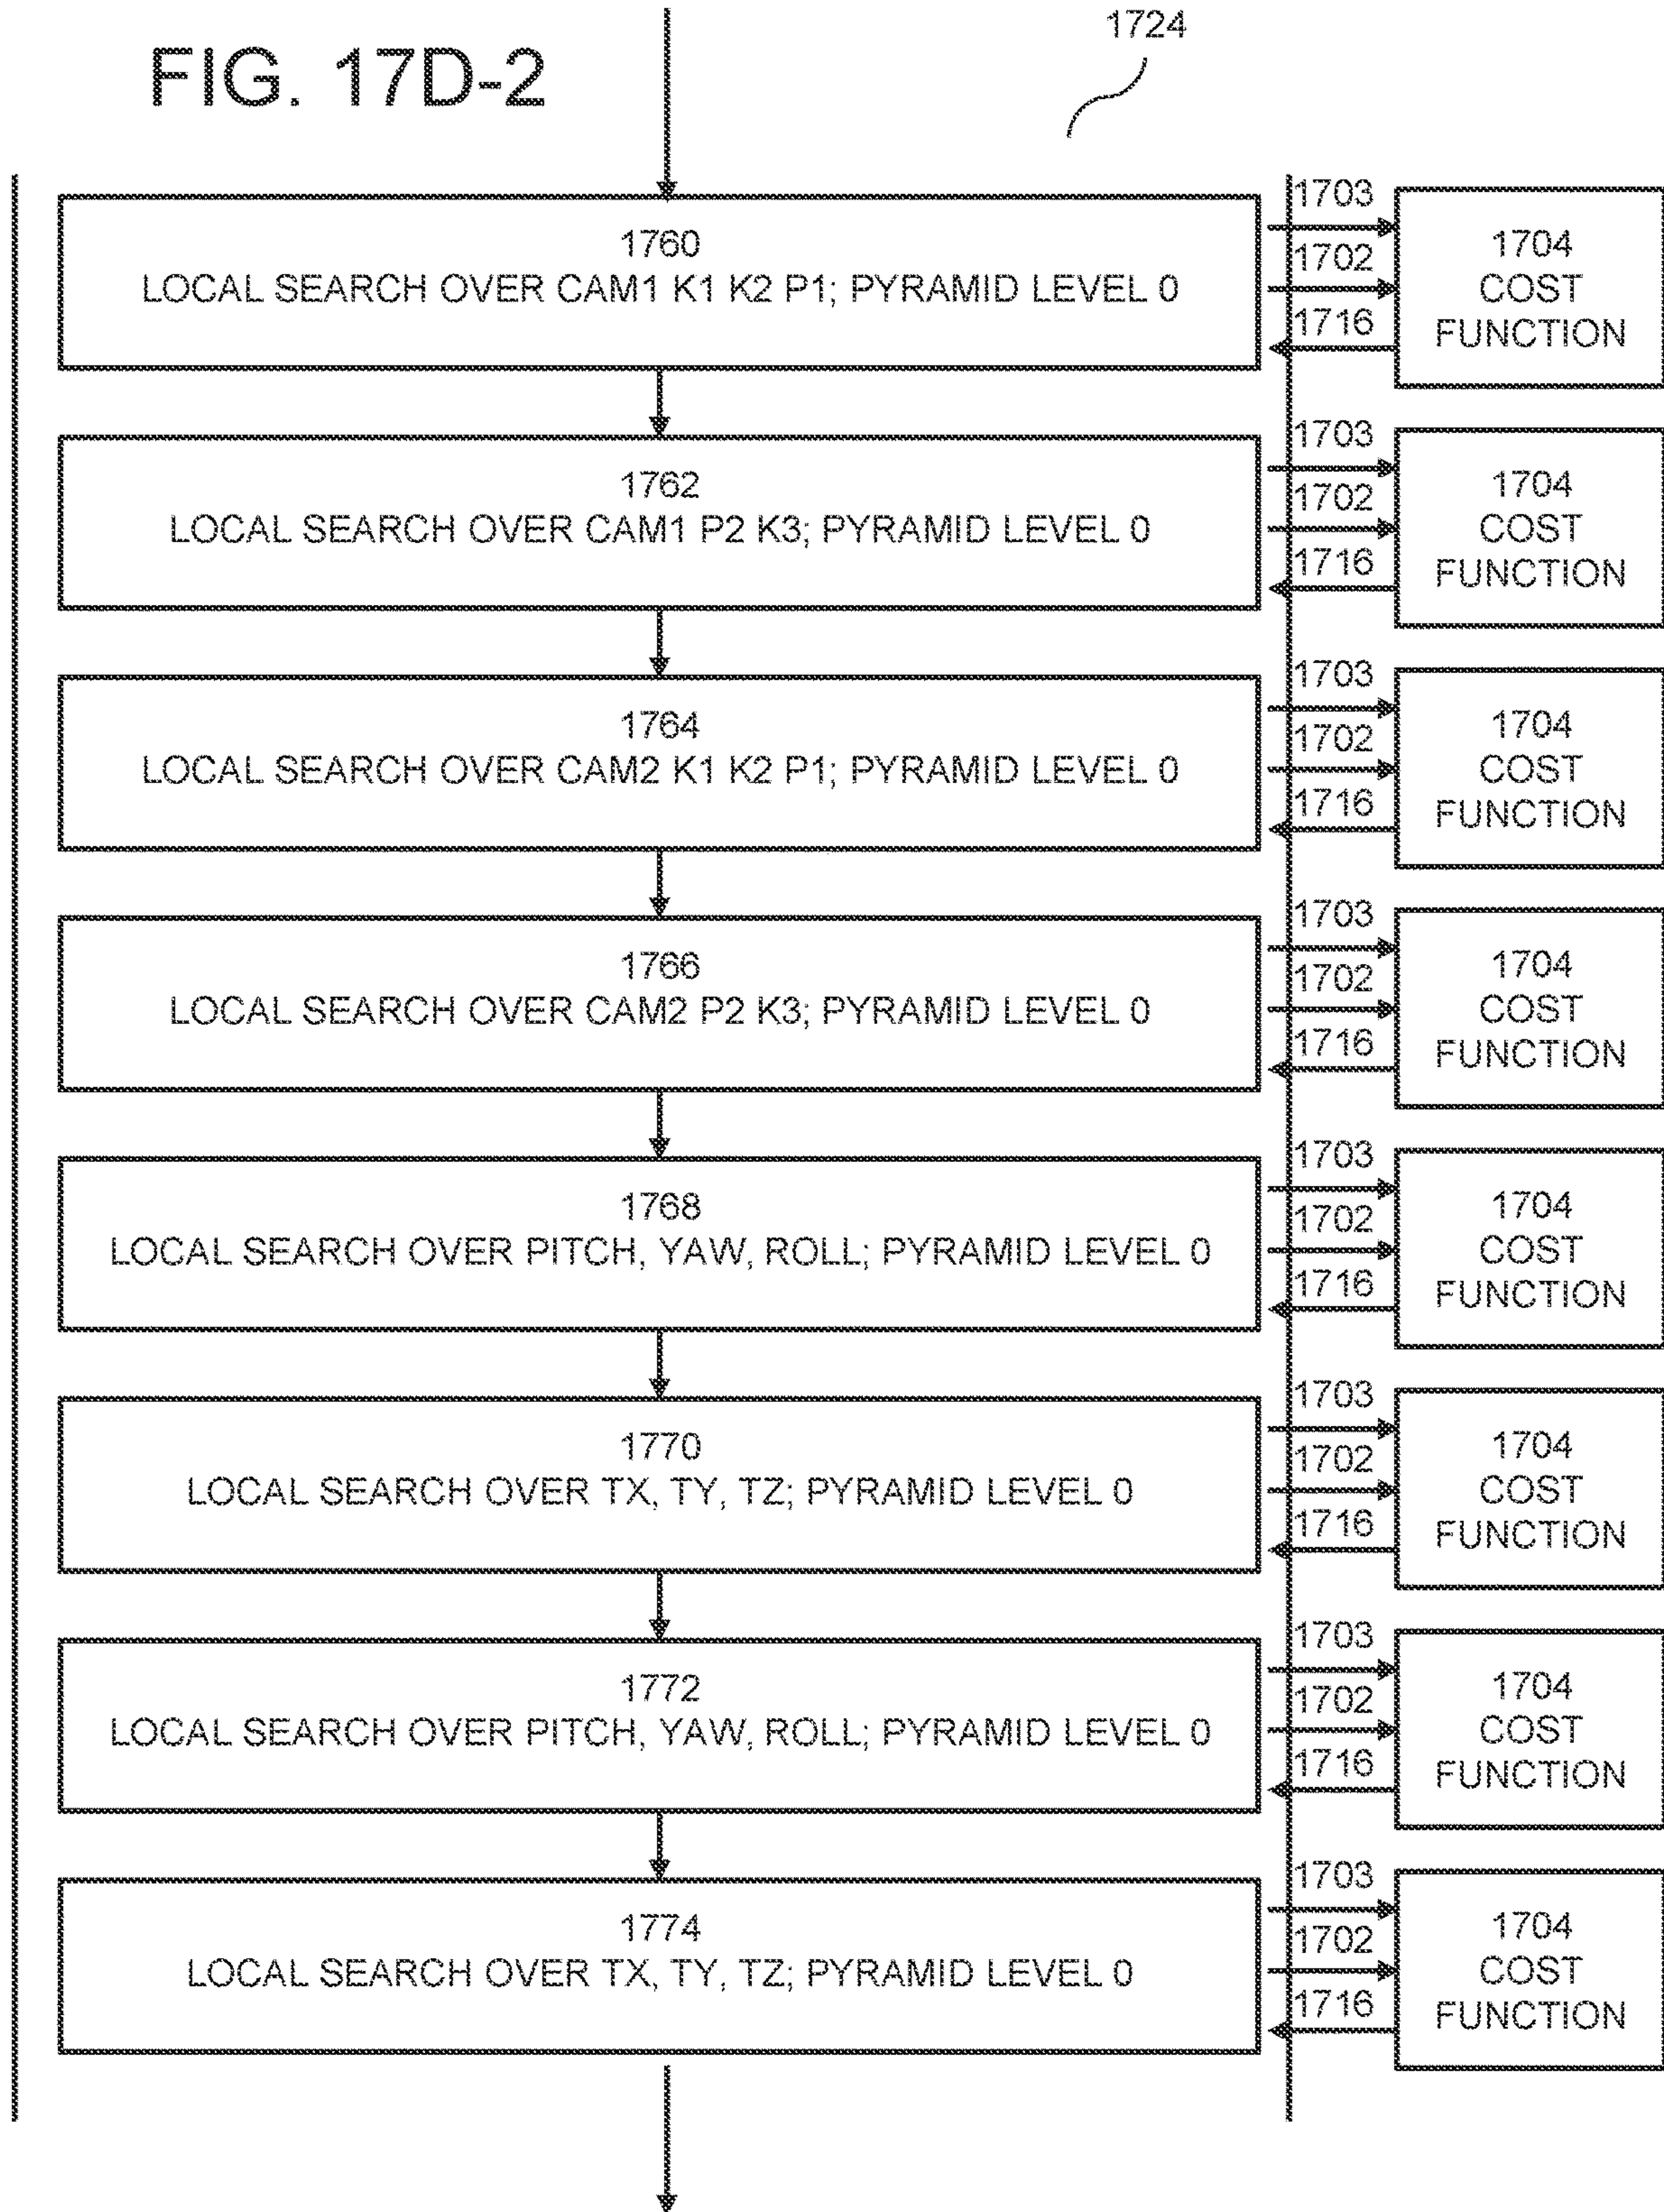 FIG. 17D-2
1724
1760
LOCAL SEARCH OVER CAM1 K1 K2 P1; PYRAMID LEVEL 0
1703
1702
1716
1704
COST
FUNCTION
1762
LOCAL SEARCH OVER CAM1 P2 K3; PYRAMID LEVEL 0
1703
1702
1716
1704
COST
FUNCTION
1764
LOCAL SEARCH OVER CAM2 K1 K2 P1; PYRAMID LEVEL 0
1703
1702
1716
1704
COST
FUNCTION
1766
LOCAL SEARCH OVER CAM2 P2 K3; PYRAMID LEVEL 0
1703
1702
1716
1704
COST
FUNCTION
1768
LOCAL SEARCH OVER PITCH, YAW, ROLL; PYRAMID LEVEL 0
1703
1702
1716
1704
COST
FUNCTION
1770
LOCAL SEARCH OVER TX, TY, TZ; PYRAMID LEVEL 0
1703
1702
1716
1704
COST
FUNCTION
1772
LOCAL SEARCH OVER PITCH, YAW, ROLL; PYRAMID LEVEL 0
1703
1702
1716
1704
COST
FUNCTION
1774
LOCAL SEARCH OVER TX, TY, TZ; PYRAMID LEVEL 0
1703
1702
1716
1704
COST
FUNCTION